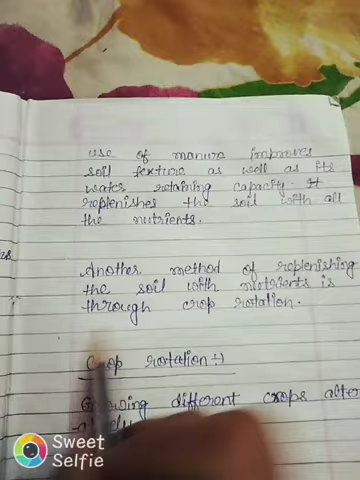 use of manure improves
soil texture as well as its
water retaining capacity. It
replenishes the soil with all
the nutrients.
Another method of replenishing
the soil with nutrients is
through crop rotation.
Crop rotation :-)
Growing different crops alter
Sweet
Selfie